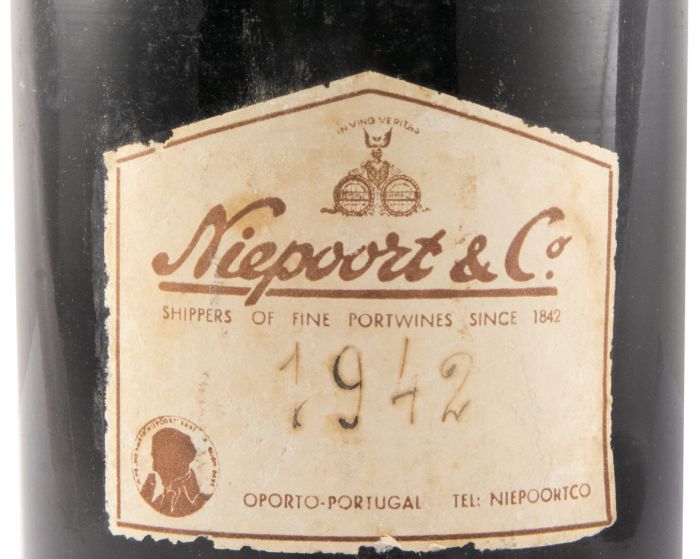 IN VINO VERITAS
Niepoort & Co.
SHIPPERS OF FINE PORTWINES SINCE 1842
1942
OPORTO-PORTUGAL TEL: NIEPOORTCO